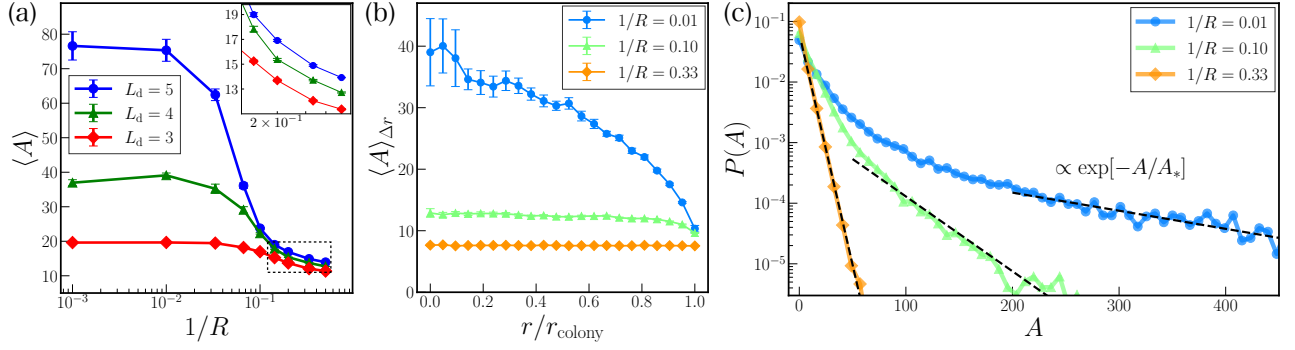 (a)
80
70
60
50
40
30
20
10
⟨A⟩
10⁻³
10⁻²
10⁻¹
1/R
L_d = 5
L_d = 4
L_d = 3
19
17
15
13
2 × 10⁻¹
(b)
40
30
20
10
0
⟨A⟩_Δr
0.0
0.2
0.4
0.6
0.8
1.0
r/r_colony
1/R = 0.01
1/R = 0.10
1/R = 0.33
(c)
10⁻¹
10⁻²
10⁻³
10⁻⁴
10⁻⁵
P(A)
0
100
200
300
400
A
1/R = 0.01
1/R = 0.10
1/R = 0.33
∝ exp[−A/A_*]